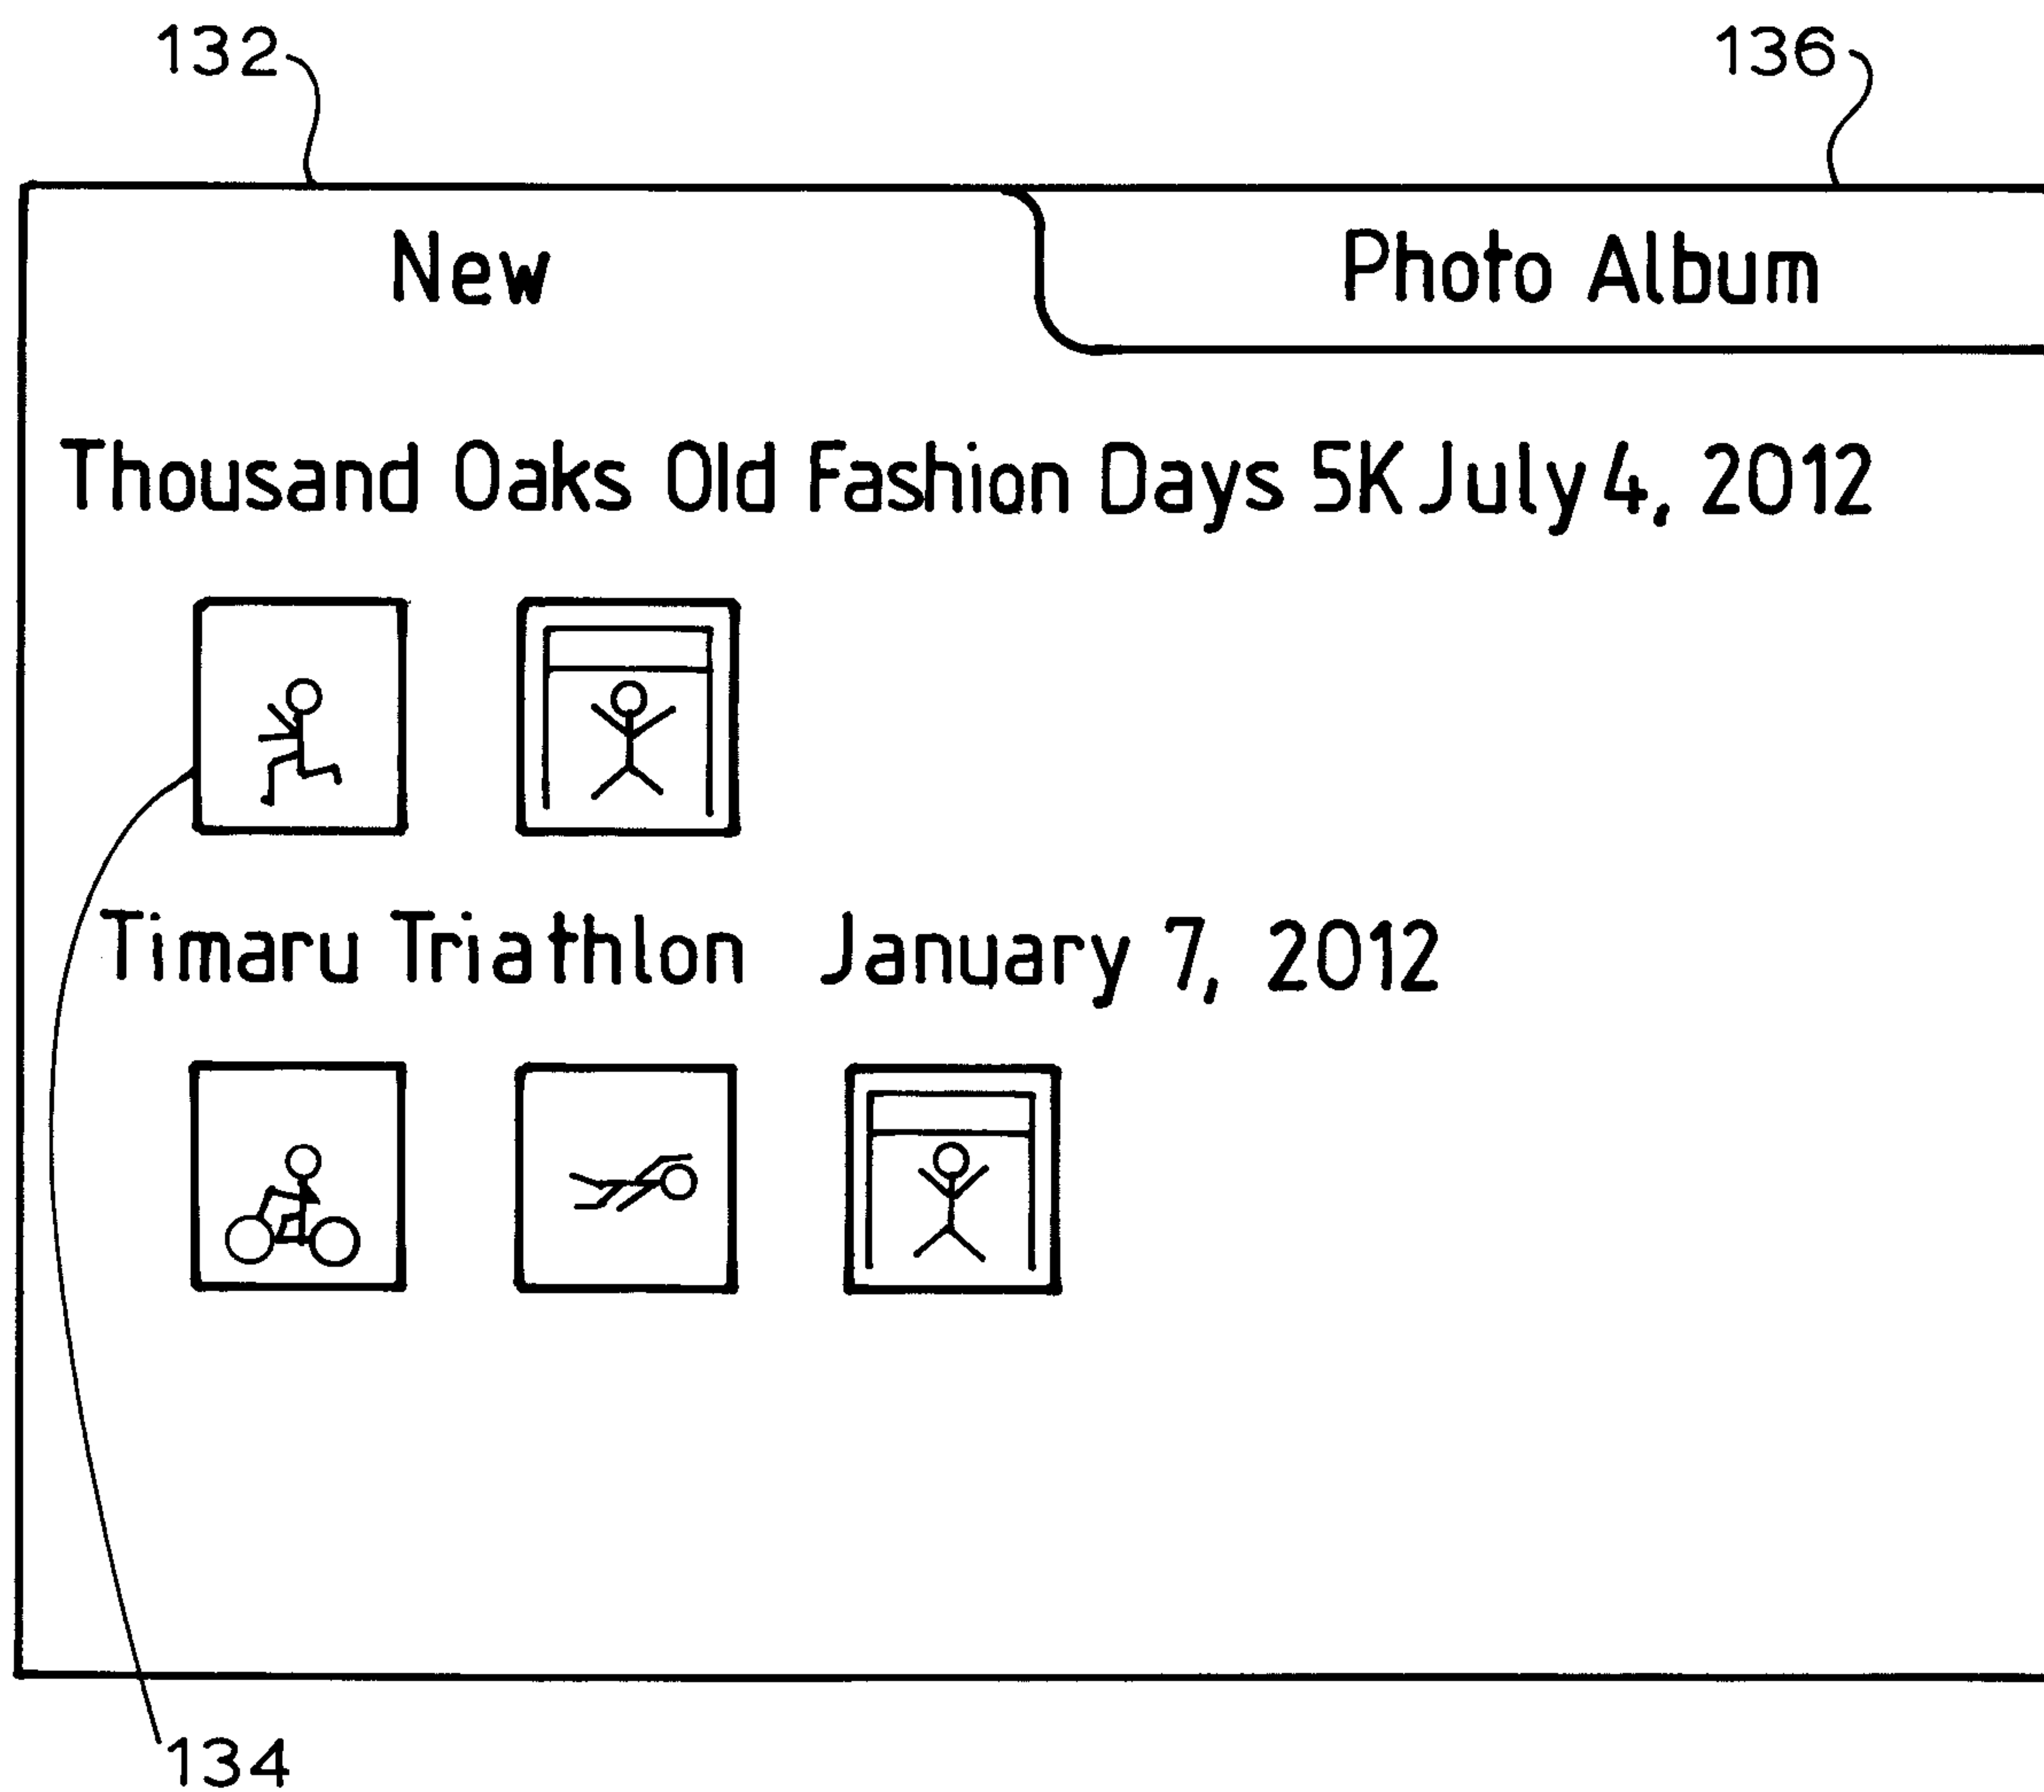 132 136
New Photo Album
Thousand Oaks Old Fashion Days 5K July 4, 2012
Timaru Triathlon January 7, 2012
134